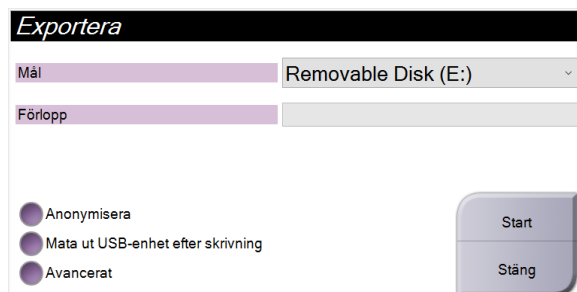 Exportera
Mål
Removable Disk (E:)
Förlopp
Anonymisera
Mata ut USB-enhet efter skrivning
Avancerat
Start
Stäng